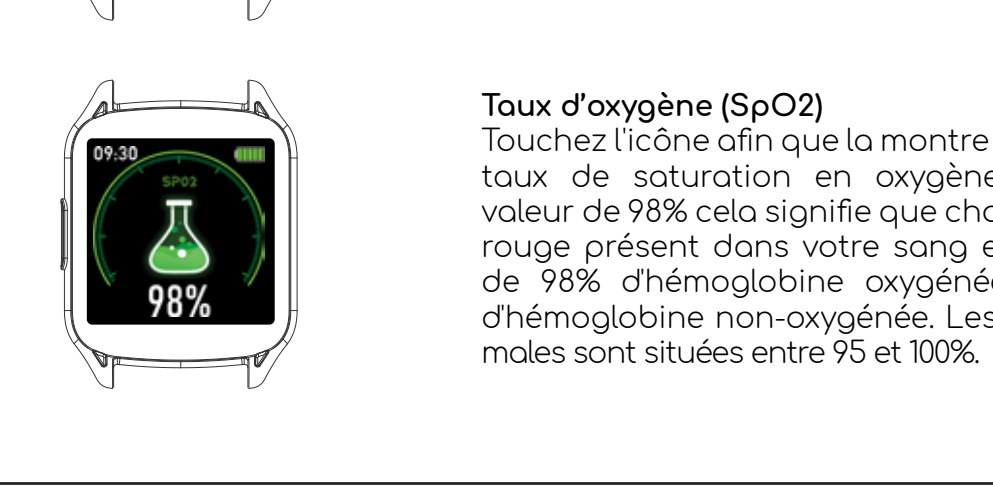 09:30
SPO2
98%
Taux d’oxygène (SpO2)
Touchez l'icône afin que la montre
taux de saturation en oxygène
valeur de 98% cela signifie que
rouge présent dans votre sang
de 98% d'hémoglobine oxygéné
d'hémoglobine non-oxygénée. Les
males sont situées entre 95 et 100%.